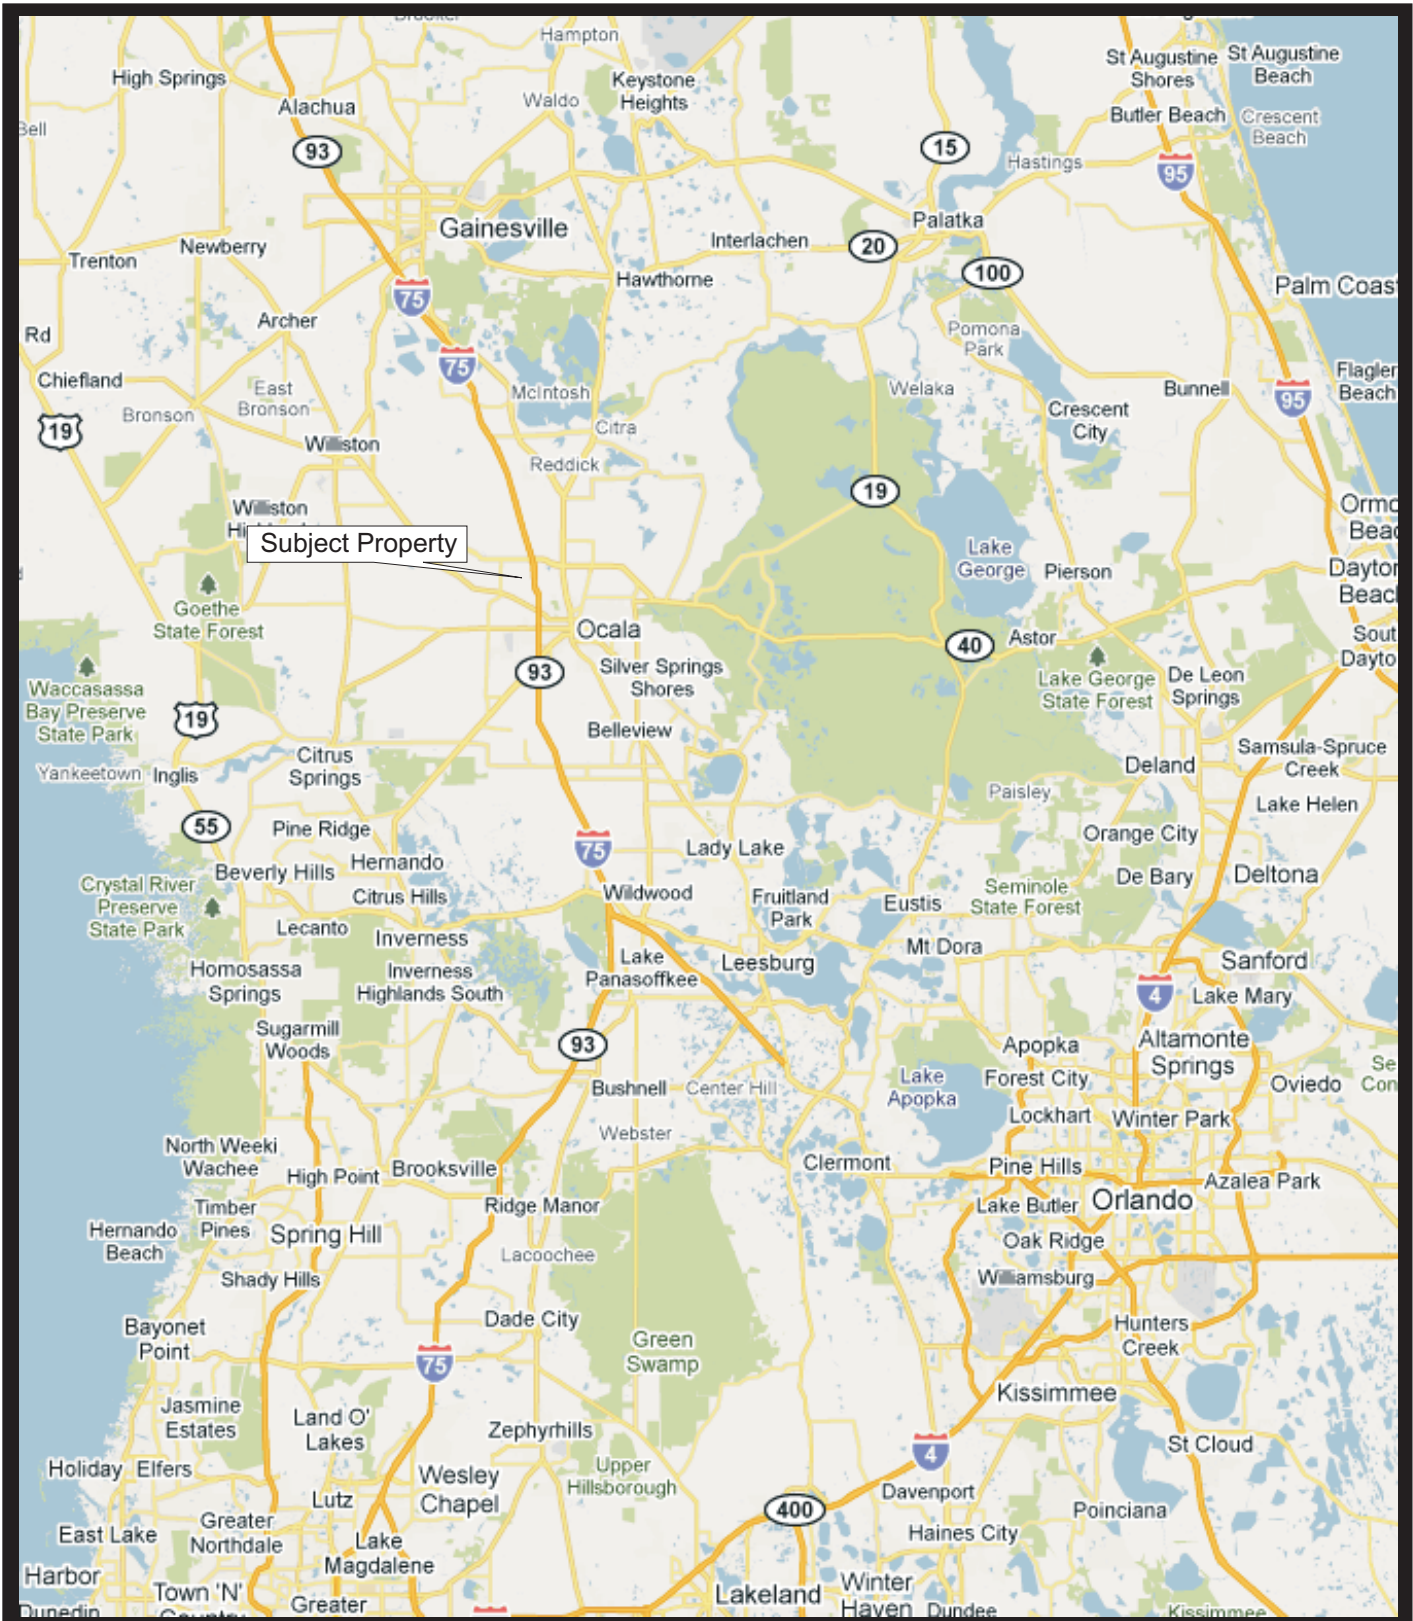 Hampton
St Augustine
Shores
St Augustine
Beach
High Springs
Keystone
Heights
Alachua
Waldo
Butler Beach
Crescent
Beach
Bell
93
15
Hastings
95
Gainesville
Palatka
Newberry
Interlachen
20
Trenton
Hawthorne
100
75
Palm Coast
Archer
Rd
Pomona
Park
75
Chiefland
East
Bronson
McIntosh
Welaka
Bunnell
Flagler
Beach
Bronson
95
Crescent
City
19
Citra
Williston
Reddick
19
Williston
Ormo
Beac
Subject Property
Lake
George
Pierson
Dayton
Beach
Goethe
State Forest
Ocala
40
Astor
Sout
Dayto
Silver Springs
Shores
93
Waccasassa
Bay Preserve
State Park
Lake George
State Forest
De Leon
Springs
19
Belleview
Citrus
Springs
Samsula-Spruce
Creek
Yankeetown
Inglis
Deland
Paisley
Lake Helen
55
Pine Ridge
Orange City
75
Lady Lake
Hernando
Beverly Hills
Crystal River
Preserve
State Park
Citrus Hills
Wildwood
Fruitland
Park
Eustis
Seminole
State Forest
De Bary
Deltona
Lecanto
Inverness
Mt Dora
Lake
Panasoffkee
Leesburg
Sanford
Homosassa
Springs
Inverness
Highlands South
4
Lake Mary
Sugarmill
Woods
93
Apopka
Altamonte
Springs
Bushnell
Center Hill
Lake
Apopka
Forest City
Oviedo
Se
Con
Lockhart
Winter Park
Webster
North Weeki
Wachee
High Point
Brooksville
Clermont
Pine Hills
Azalea Park
Ridge Manor
Lake Butler
Orlando
Timber
Pines
Hernando
Beach
Spring Hill
Lacoochee
Oak Ridge
Shady Hills
Williamsburg
Dade City
Bayonet
Point
Green
Swamp
Hunters
Creek
75
Kissimmee
Jasmine
Estates
Land O'
Lakes
Zephyrhills
St Cloud
4
Holiday
Elfers
Wesley
Chapel
Upper
Hillsborough
Davenport
Lutz
400
Poinciana
East Lake
Greater
Northdale
Haines City
Lake
Magdalene
Harbor
Town 'N'
Country
Greater
Lakeland
Winter
Haven
Dundee
Kissimmee
Dunedin